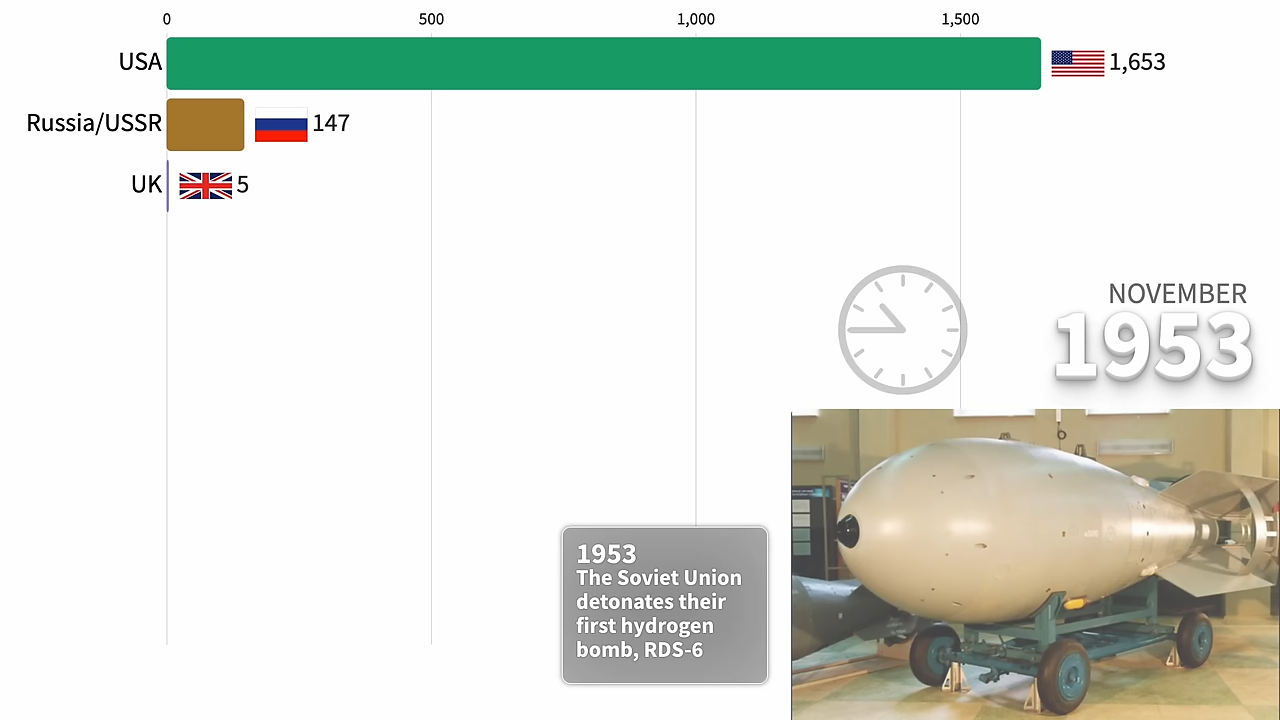 0 500 1,000 1,500
USA 1,653
Russia/USSR 147
UK 5
NOVEMBER
1953
1953
The Soviet Union
detonates their
first hydrogen
bomb, RDS-6